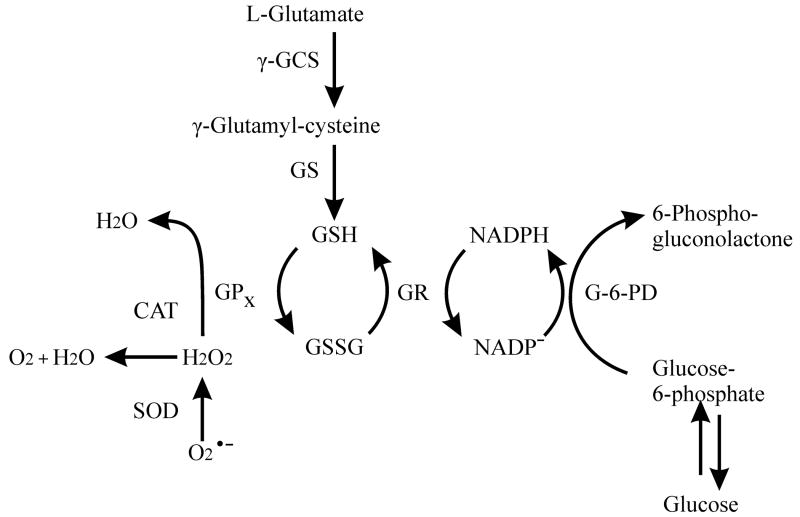 L-Glutamate
γ-GCS
γ-Glutamyl-cysteine
GS
H2O
GSH
NADPH
6-Phospho-
gluconolactone
CAT
GPX
GR
G-6-PD
O2 + H2O
H2O2
GSSG
NADP-
Glucose-
6-phosphate
SOD
O2•-
Glucose